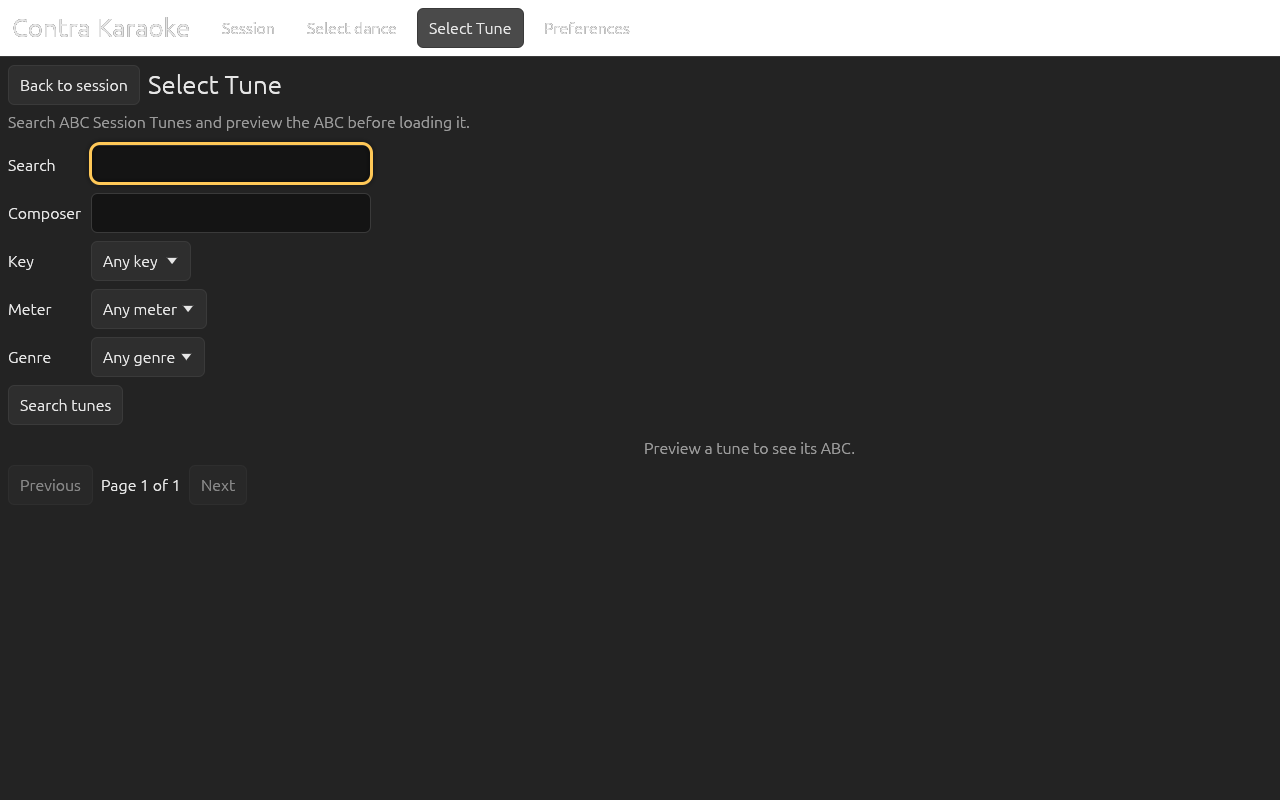 Contra Karaoke Session Select dance Select Tune Preferences
Back to session Select Tune
Search ABC Session Tunes and preview the ABC before loading it.
Search
Composer
Key Any key
Meter Any meter
Genre Any genre
Search tunes
Preview a tune to see its ABC.
Previous Page 1 of 1 Next